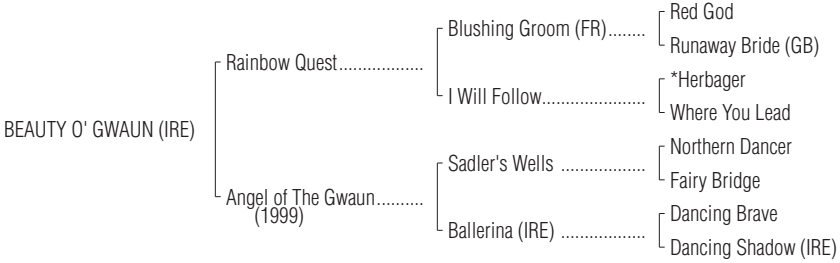 Red God
Blushing Groom (FR)........
Runaway Bride (GB)
Rainbow Quest..................
*Herbager
I Will Follow......................
Where You Lead
BEAUTY O' GWAUN (IRE)
Northern Dancer
Sadler's Wells ..................
Fairy Bridge
Angel of The Gwaun..........
(1999)
Dancing Brave
Ballerina (IRE) ..................
Dancing Shadow (IRE)